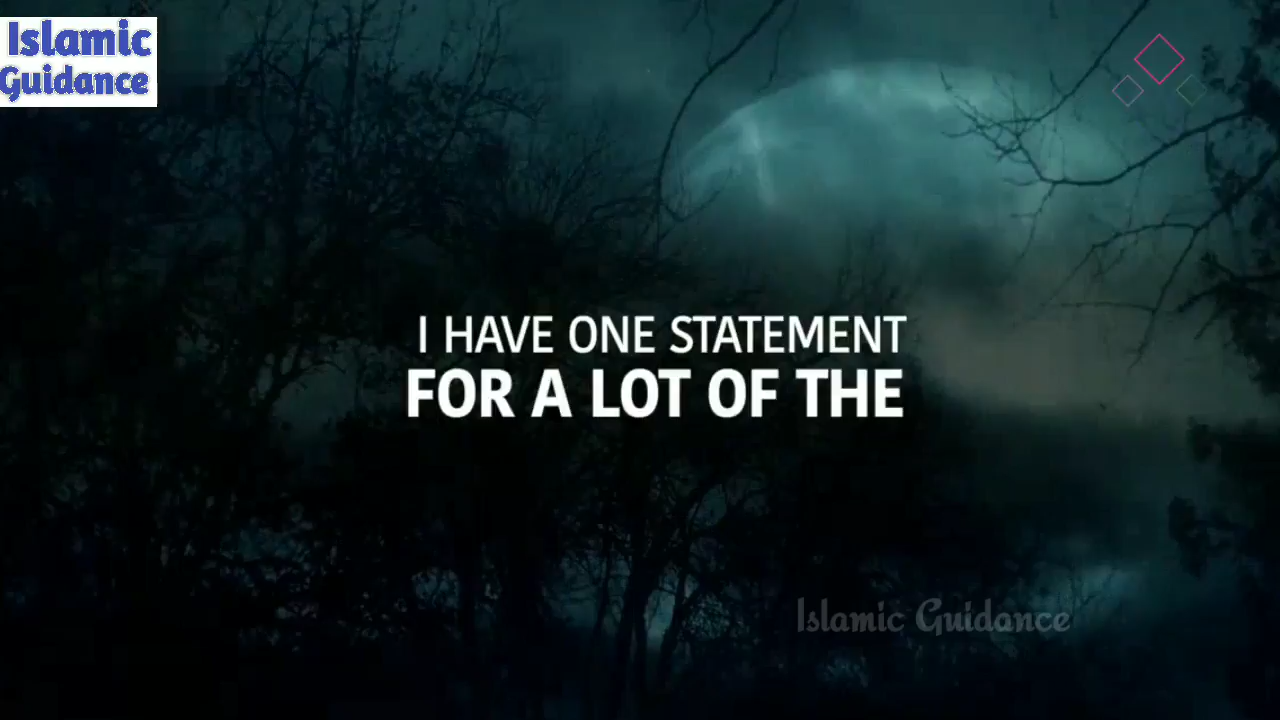 Islamic
Guidance
I HAVE ONE STATEMENT
FOR A LOT OF THE
Islamic Guidance